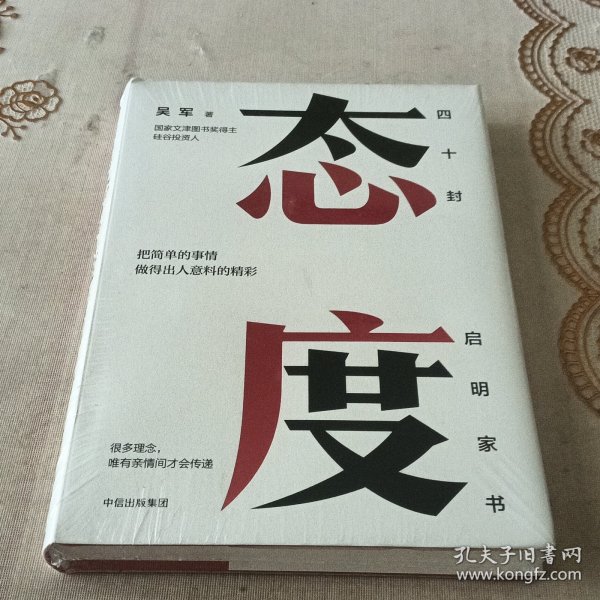 吴军 著
国家文津图书奖得主
硅谷投资人
态度
四十封
启明家书
把简单的事情
做得出人意料的精彩
很多理念，
唯有亲情间才会传递
中信出版集团
孔夫子旧书网
www.kongfz.com